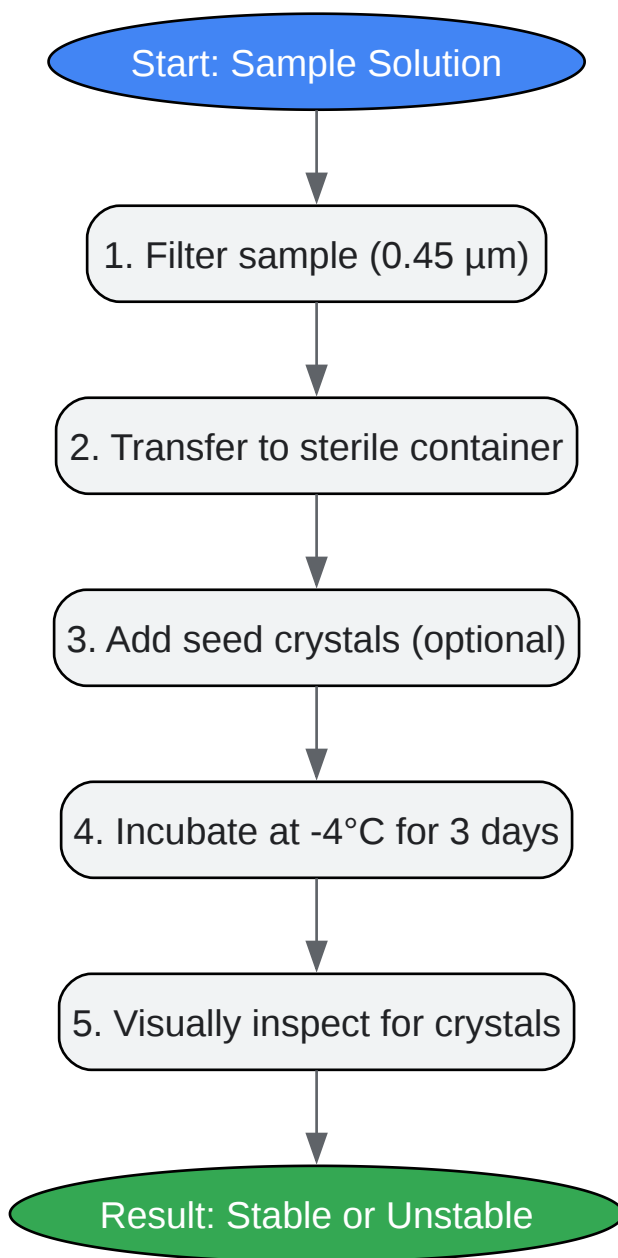 Start: Sample Solution
1. Filter sample (0.45 µm)
2. Transfer to sterile container
3. Add seed crystals (optional)
4. Incubate at -4°C for 3 days
5. Visually inspect for crystals
Result: Stable or Unstable